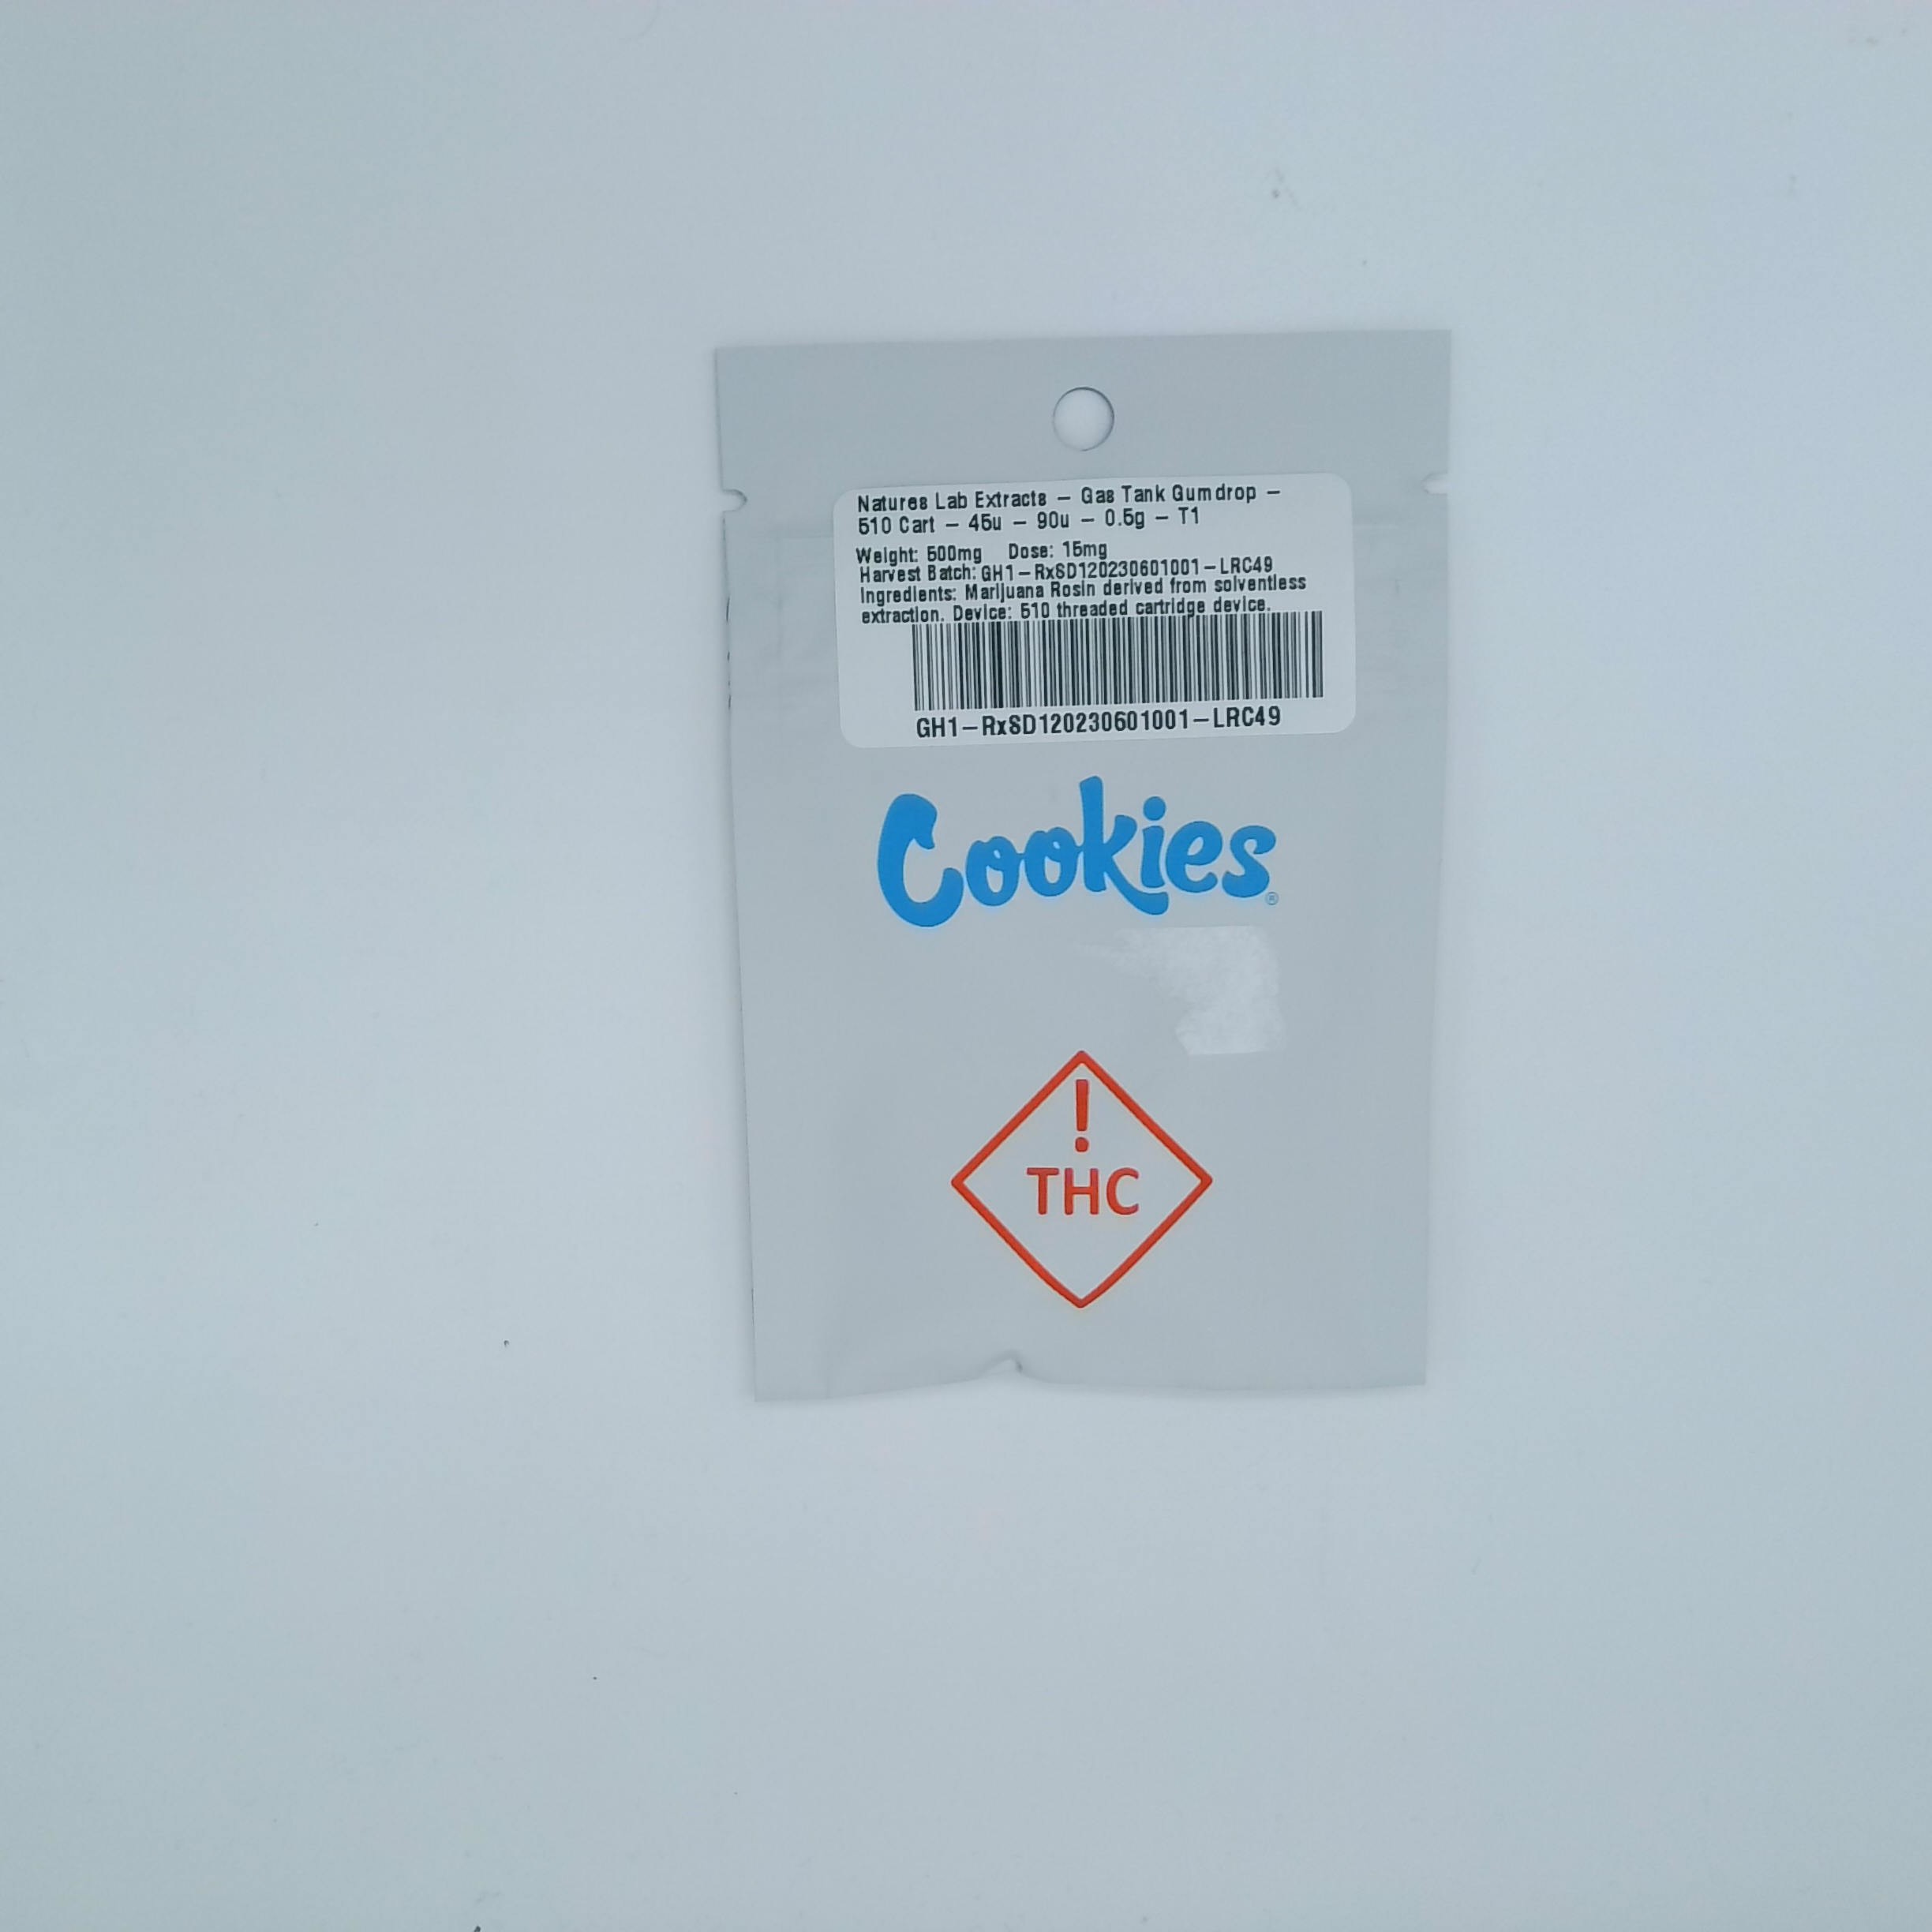 Natures Lab Extracts – Gas Tank Gumdrop –
510 Cart – 45u – 90u – 0.5g – T1
Weight: 500mg Dose: 15mg
Harvest Batch: GH1–RxSD120230601001–LRC49
Ingredients: Marijuana Rosin derived from solventless
extraction. Device: 510 threaded cartridge device.
GH1–RxSD120230601001–LRC49
Cookies®
!
THC